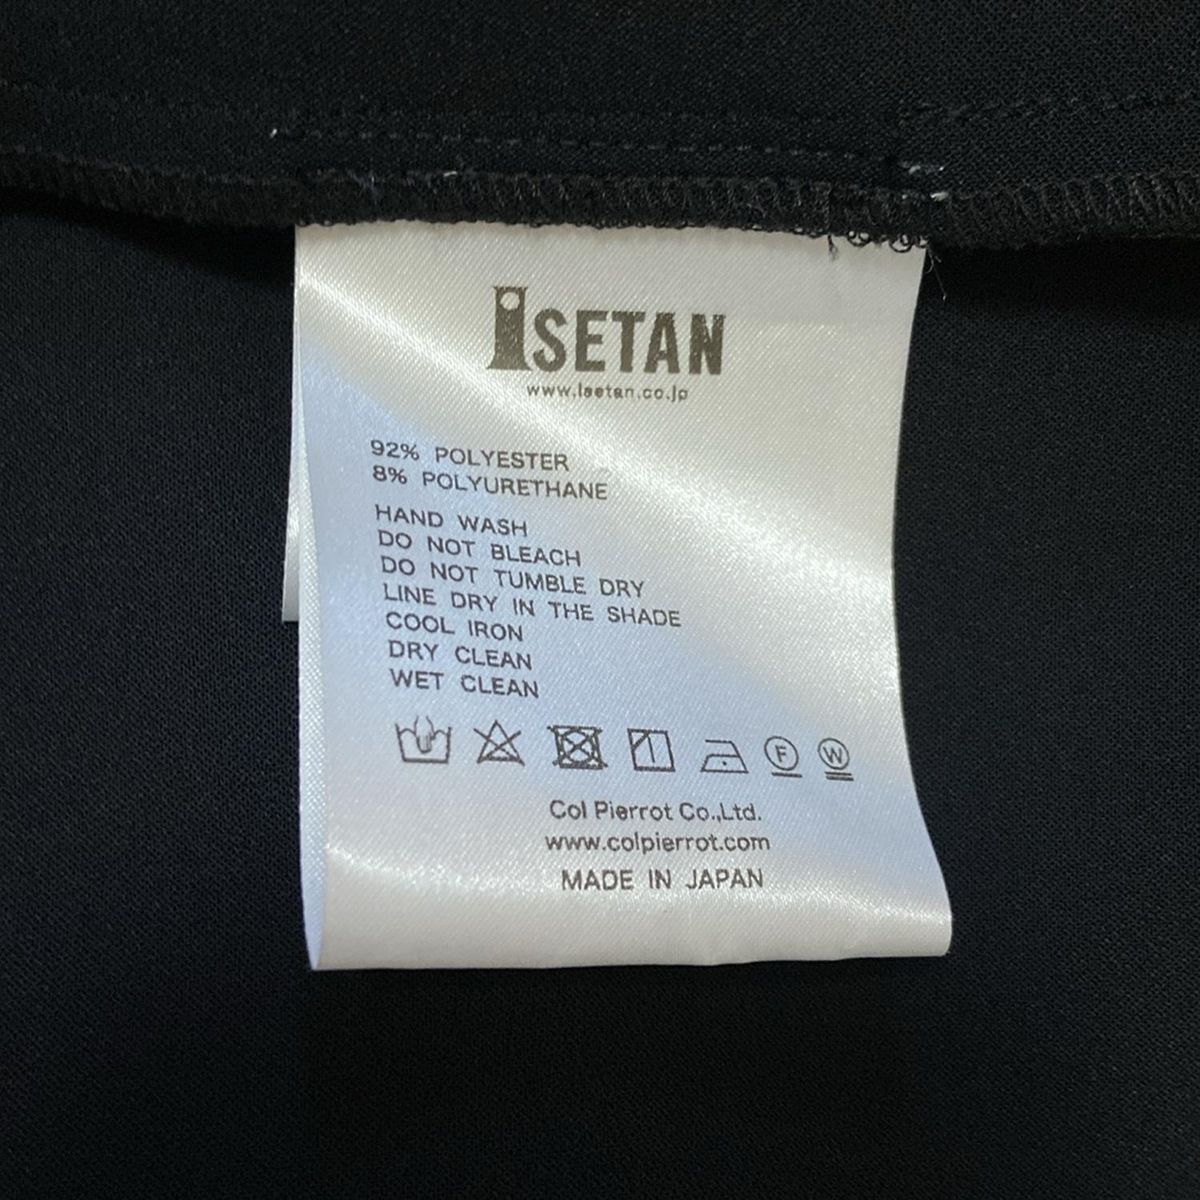 ISETAN
www.isetan.co.jp
92% POLYESTER
8% POLYURETHANE
HAND WASH
DO NOT BLEACH
DO NOT TUMBLE DRY
LINE DRY IN THE SHADE
COOL IRON
DRY CLEAN
WET CLEAN
F W
Col Pierrot Co.,Ltd.
www.colpierrot.com
MADE IN JAPAN